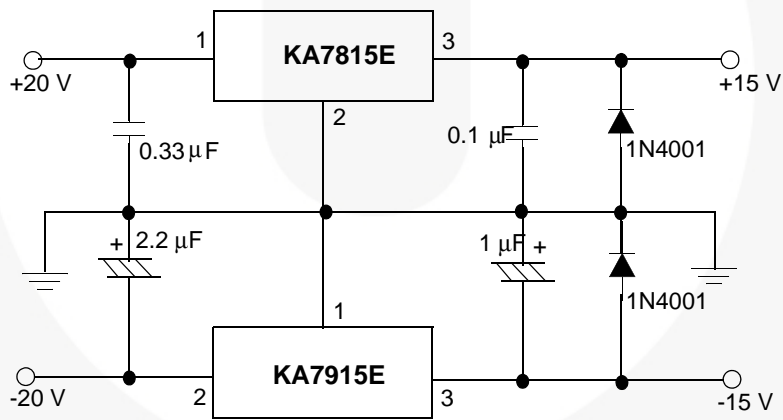 1
KA7815E
3
+20 V
+15 V
2
0.33 µF
0.1 µF
1N4001
+
2.2 µF
1 µF
+
1N4001
1
KA7915E
-20 V
2
3
-15 V